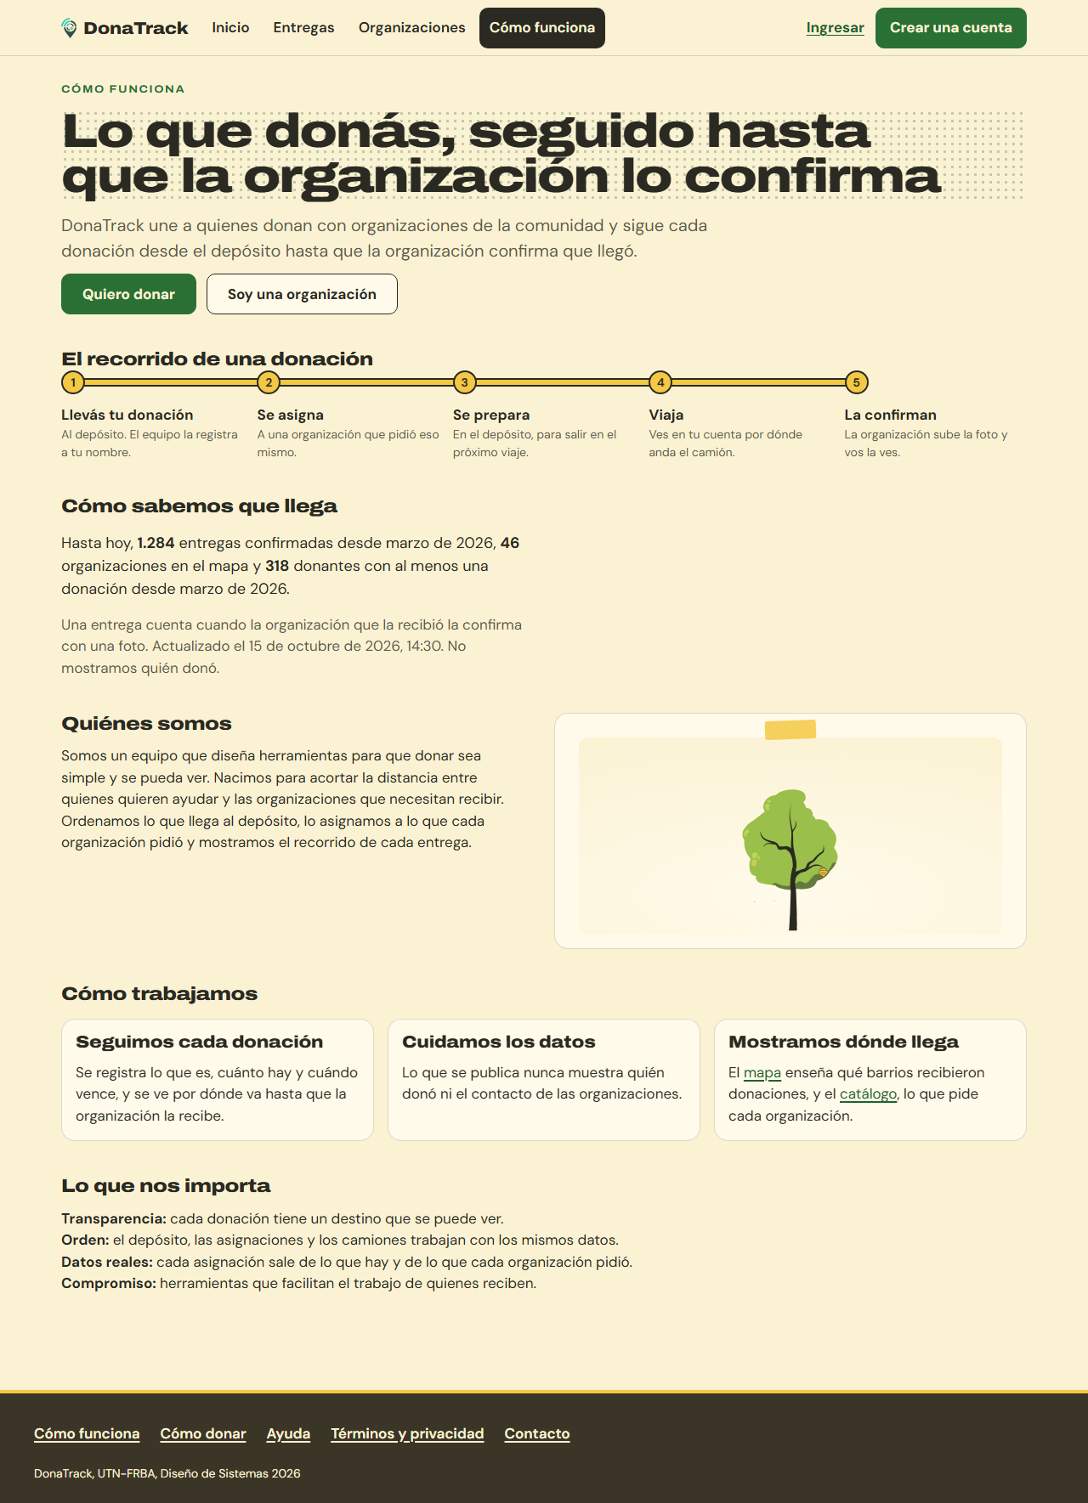 DonaTrack Inicio Entregas Organizaciones Cómo funciona Ingresar Crear una cuenta
CÓMO FUNCIONA
Lo que donás, seguido hasta
que la organización lo confirma
DonaTrack une a quienes donan con organizaciones de la comunidad y sigue cada
donación desde el depósito hasta que la organización confirma que llegó.
Quiero donar Soy una organización
El recorrido de una donación
1 2 3 4 5
Llevás tu donación
Al depósito. El equipo la registra
a tu nombre.
Se asigna
A una organización que pidió eso
mismo.
Se prepara
En el depósito, para salir en el
próximo viaje.
Viaja
Ves en tu cuenta por dónde
anda el camión.
La confirman
La organización sube la foto y
vos la ves.
Cómo sabemos que llega
Hasta hoy, 1.284 entregas confirmadas desde marzo de 2026, 46
organizaciones en el mapa y 318 donantes con al menos una
donación desde marzo de 2026.
Una entrega cuenta cuando la organización que la recibió la confirma
con una foto. Actualizado el 15 de octubre de 2026, 14:30. No
mostramos quién donó.
Quiénes somos
Somos un equipo que diseña herramientas para que donar sea
simple y se pueda ver. Nacimos para acortar la distancia entre
quienes quieren ayudar y las organizaciones que necesitan recibir.
Ordenamos lo que llega al depósito, lo asignamos a lo que cada
organización pidió y mostramos el recorrido de cada entrega.
Cómo trabajamos
Seguimos cada donación
Se registra lo que es, cuánto hay y cuándo
vence, y se ve por dónde va hasta que la
organización la recibe.
Cuidamos los datos
Lo que se publica nunca muestra quién
donó ni el contacto de las organizaciones.
Mostramos dónde llega
El mapa enseña qué barrios recibieron
donaciones, y el catálogo, lo que pide
cada organización.
Lo que nos importa
Transparencia: cada donación tiene un destino que se puede ver.
Orden: el depósito, las asignaciones y los camiones trabajan con los mismos datos.
Datos reales: cada asignación sale de lo que hay y de lo que cada organización pidió.
Compromiso: herramientas que facilitan el trabajo de quienes reciben.
Cómo funciona Cómo donar Ayuda Términos y privacidad Contacto
DonaTrack, UTN-FRBA, Diseño de Sistemas 2026